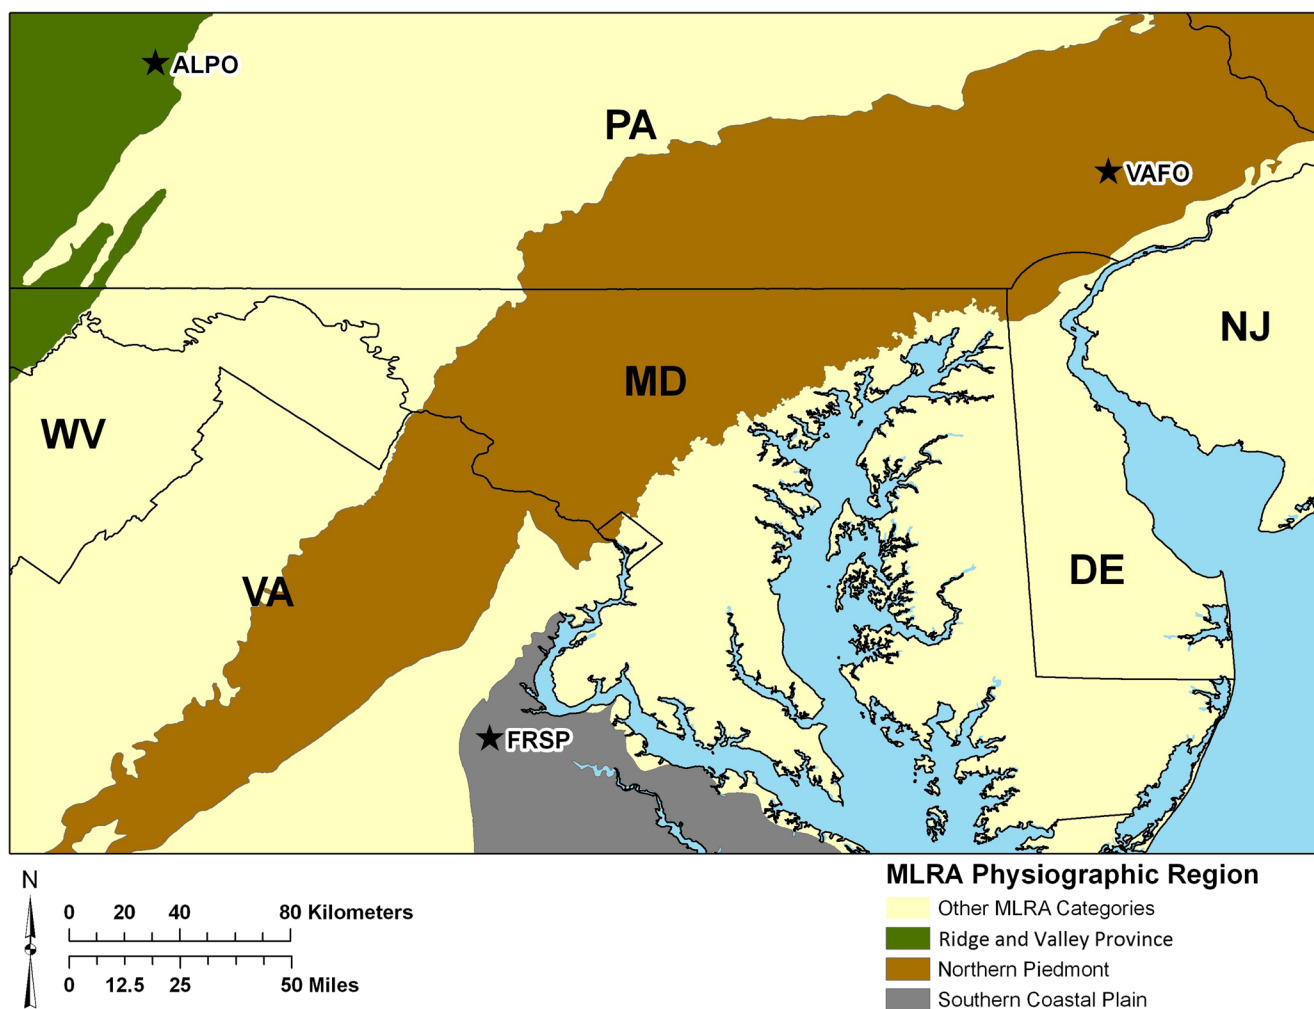 ALPO
PA
VAFO
NJ
MD
WV
DE
VA
FRSP
N
0 20 40 80 Kilometers
0 12.5 25 50 Miles
MLRA Physiographic Region
Other MLRA Categories
Ridge and Valley Province
Northern Piedmont
Southern Coastal Plain